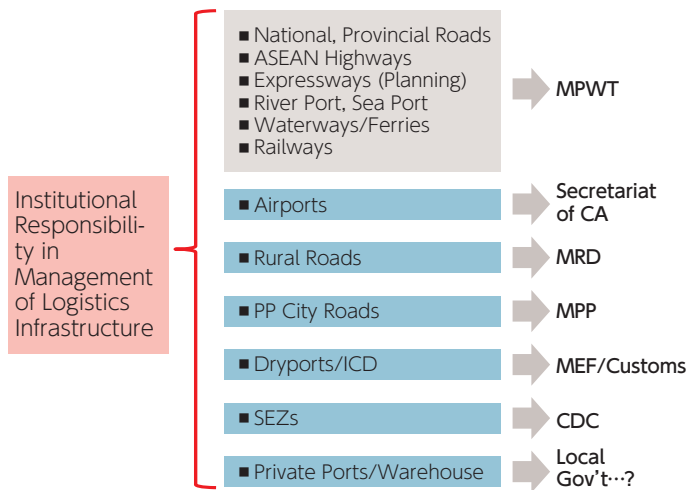 Institutional
Responsibili-
ty in
Management
of Logistics
Infrastructure
■ National, Provincial Roads
■ ASEAN Highways
■ Expressways (Planning)
■ River Port, Sea Port
■ Waterways/Ferries
■ Railways
MPWT
■ Airports
Secretariat
of CA
■ Rural Roads
MRD
■ PP City Roads
MPP
■ Dryports/ICD
MEF/Customs
■ SEZs
CDC
■ Private Ports/Warehouse
Local
Gov't…?